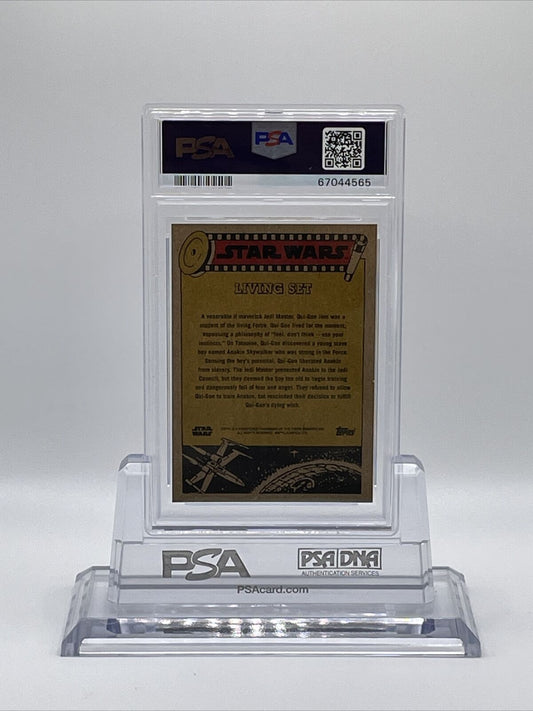 PSA
PSA
67044565
STAR WARS
LIVING SET
A venerable if maverick Jedi Master, Qui-Gon Jinn was a
student of the living Force. Qui-Gon lived for the moment,
espousing a philosophy of "feel, don't think — use your
instincts." On Tatooine, Qui-Gon discovered a young slave
boy named Anakin Skywalker who was strong in the Force.
Sensing the boy's potential, Qui-Gon liberated Anakin
from slavery. The Jedi Master presented Anakin to the Jedi
Council, but they deemed the boy too old to begin training
and dangerously full of fear and anger. They refused to allow
Qui-Gon to train Anakin, but rescinded their decision to fulfill
Qui-Gon's dying wish.
STAR WARS
TOPPS
PSA
PSA DNA
AUTHENTICATION SERVICES
PSAcard.com